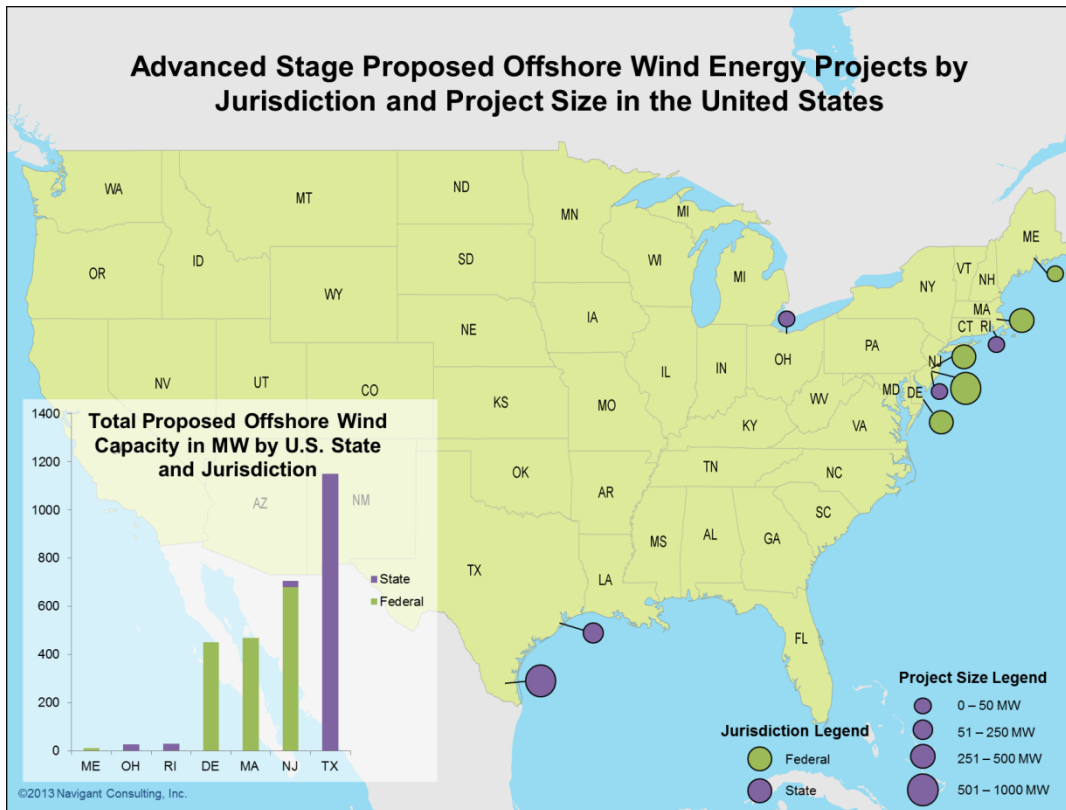 Advanced Stage Proposed Offshore Wind Energy Projects by
Jurisdiction and Project Size in the United States
WA
MT
ND
MN
MI
ME
OR
ID
SD
WI
MI
VT
NH
NY
WY
MA
CT
RI
IA
NE
PA
NJ
NV
UT
CO
IL
IN
OH
MD
DE
WV
VA
KS
MO
KY
OK
TN
NC
AR
SC
AZ
NM
MS
AL
GA
TX
LA
FL
Total Proposed Offshore Wind
Capacity in MW by U.S. State
and Jurisdiction
1400
1200
1000
800
600
400
200
0
State
Federal
ME
OH
RI
DE
MA
NJ
TX
Jurisdiction Legend
Federal
State
Project Size Legend
0 – 50 MW
51 – 250 MW
251 – 500 MW
501 – 1000 MW
©2013 Navigant Consulting, Inc.